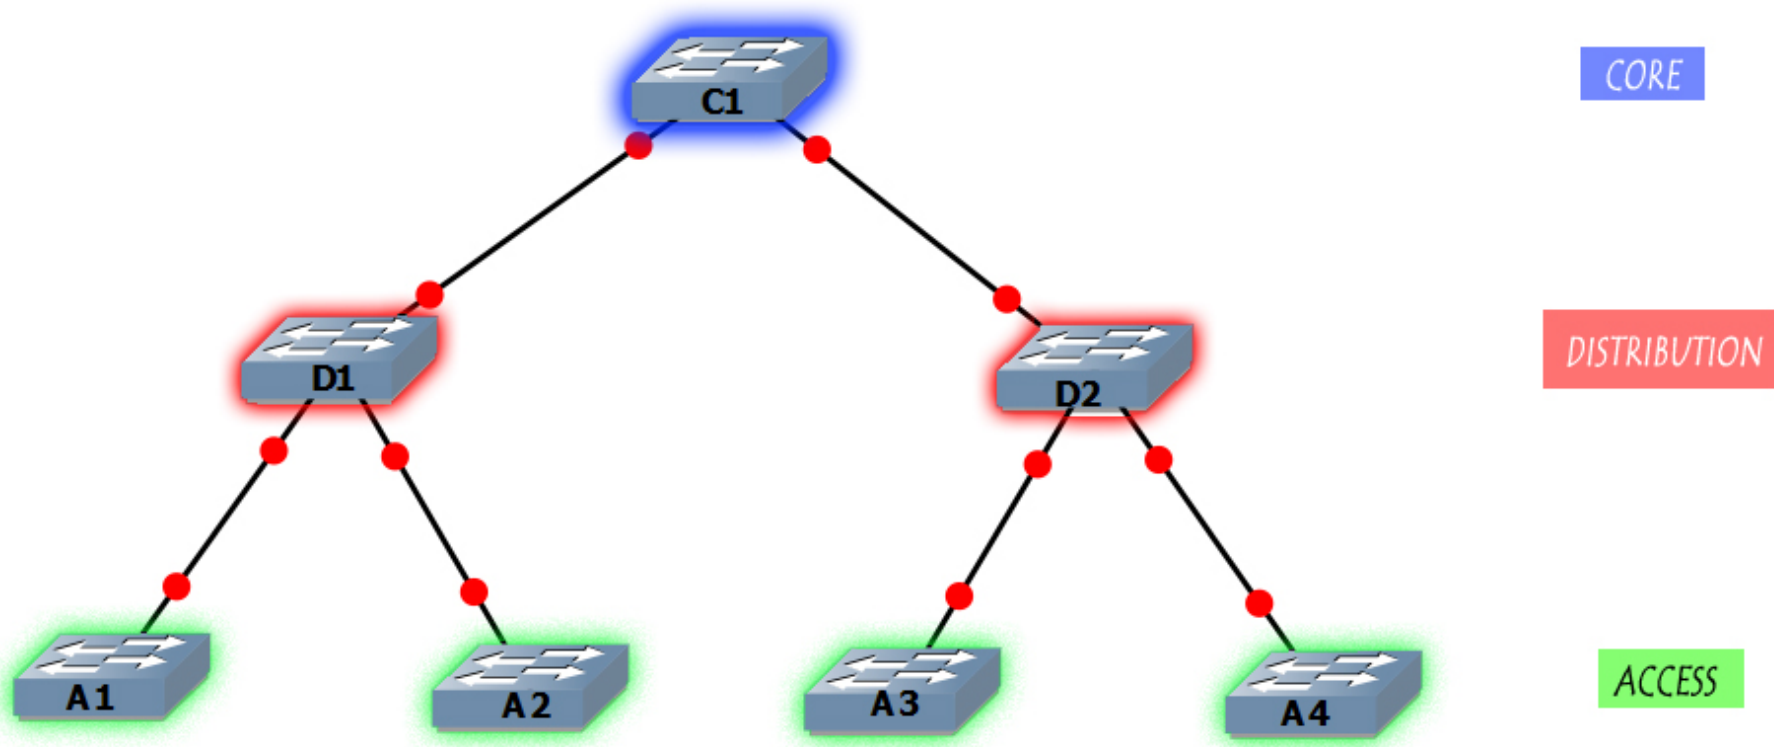 C1
CORE
D1
D2
DISTRIBUTION
A1
A2
A3
A4
ACCESS